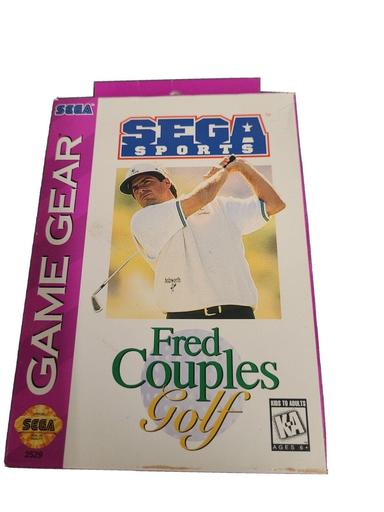 SEGA
GAME GEAR
SEGA
SPORTS
Fred
Couples
Golf
KIDS TO ADULTS
K-A
AGES 6+
SEGA
2529